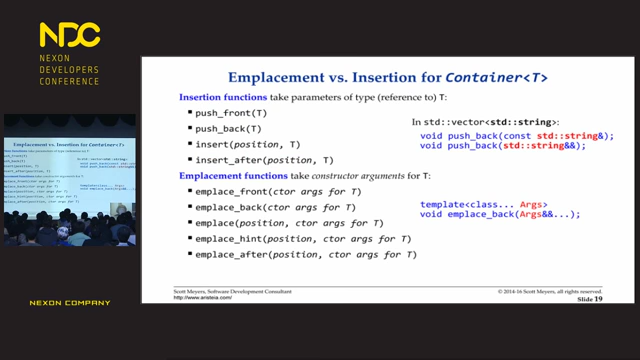 NDC
NEXON
DEVELOPERS
CONFERENCE
NEXON COMPANY
Emplacement vs. Insertion for Container<T>
Insertion functions take parameters of type (reference to) T:
▪ push_front(T)
▪ push_back(T)
▪ insert(position, T)
▪ insert_after(position, T)
In std::vector<std::string>:
void push_back(const std::string&);
void push_back(std::string&&);
Emplacement functions take constructor arguments for T:
▪ emplace_front(ctor args for T)
▪ emplace_back(ctor args for T)
▪ emplace(position, ctor args for T)
▪ emplace_hint(position, ctor args for T)
▪ emplace_after(position, ctor args for T)
template<class... Args>
void emplace_back(Args&&...);
Scott Meyers, Software Development Consultant
http://www.aristeia.com/
© 2014-16 Scott Meyers, all rights reserved.
Slide 19